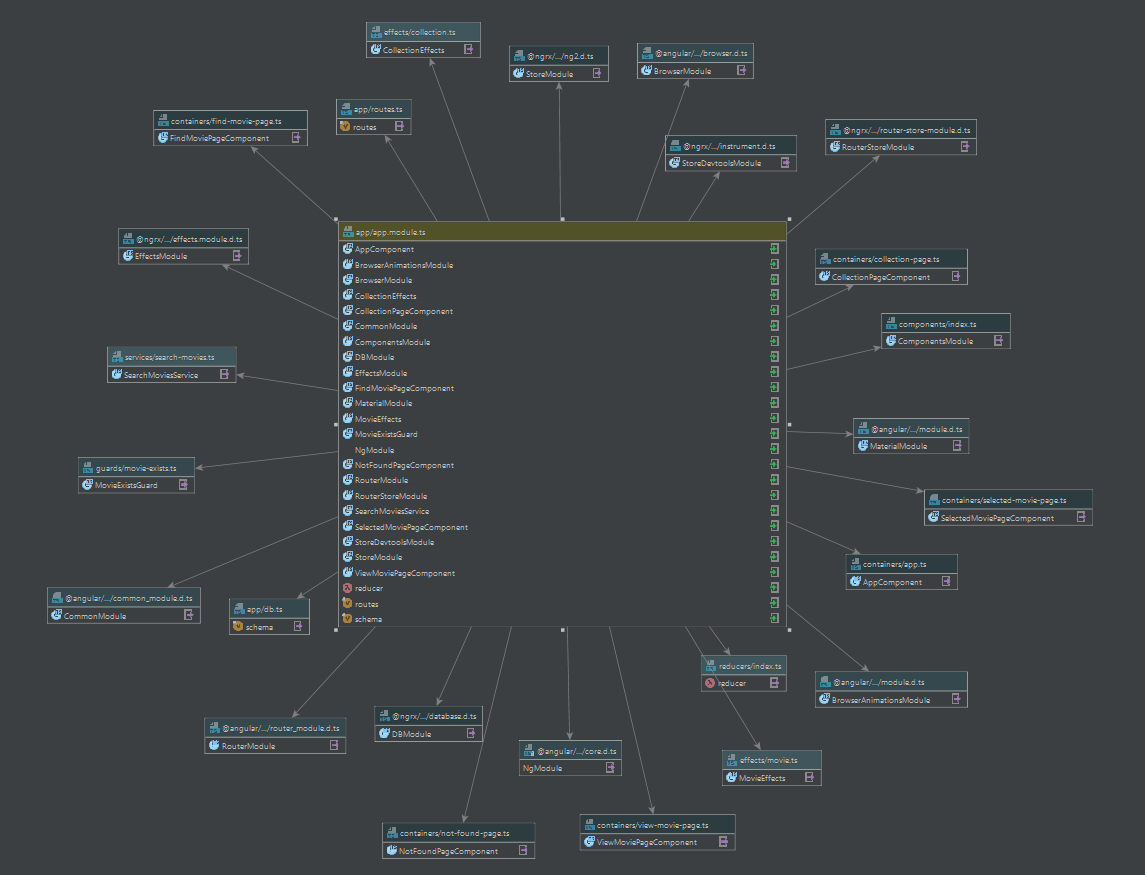 effects/collection.ts
CollectionEffects
@ngrx/.../ng2.d.ts
StoreModule
@angular/.../browser.d.ts
BrowserModule
app/routes.ts
routes
containers/find-movie-page.ts
FindMoviePageComponent
@ngrx/.../instrument.d.ts
StoreDevtoolsModule
@ngrx/.../router-store-module.d.ts
RouterStoreModule
@ngrx/.../effects.module.d.ts
EffectsModule
containers/collection-page.ts
CollectionPageComponent
components/index.ts
ComponentsModule
services/search-movies.ts
SearchMoviesService
@angular/.../module.d.ts
MaterialModule
guards/movie-exists.ts
MovieExistsGuard
containers/selected-movie-page.ts
SelectedMoviePageComponent
containers/app.ts
AppComponent
app/app.module.ts
AppComponent
BrowserAnimationsModule
BrowserModule
CollectionEffects
CollectionPageComponent
CommonModule
ComponentsModule
DBModule
EffectsModule
FindMoviePageComponent
MaterialModule
MovieEffects
MovieExistsGuard
NgModule
NotFoundPageComponent
RouterModule
RouterStoreModule
SearchMoviesService
SelectedMoviePageComponent
StoreDevtoolsModule
StoreModule
ViewMoviePageComponent
reducer
routes
schema
@angular/.../common_module.d.ts
CommonModule
app/db.ts
schema
reducers/index.ts
reducer
@angular/.../module.d.ts
BrowserAnimationsModule
@angular/.../router_module.d.ts
RouterModule
@ngrx/.../database.d.ts
DBModule
@angular/.../core.d.ts
NgModule
effects/movie.ts
MovieEffects
containers/not-found-page.ts
NotFoundPageComponent
containers/view-movie-page.ts
ViewMoviePageComponent